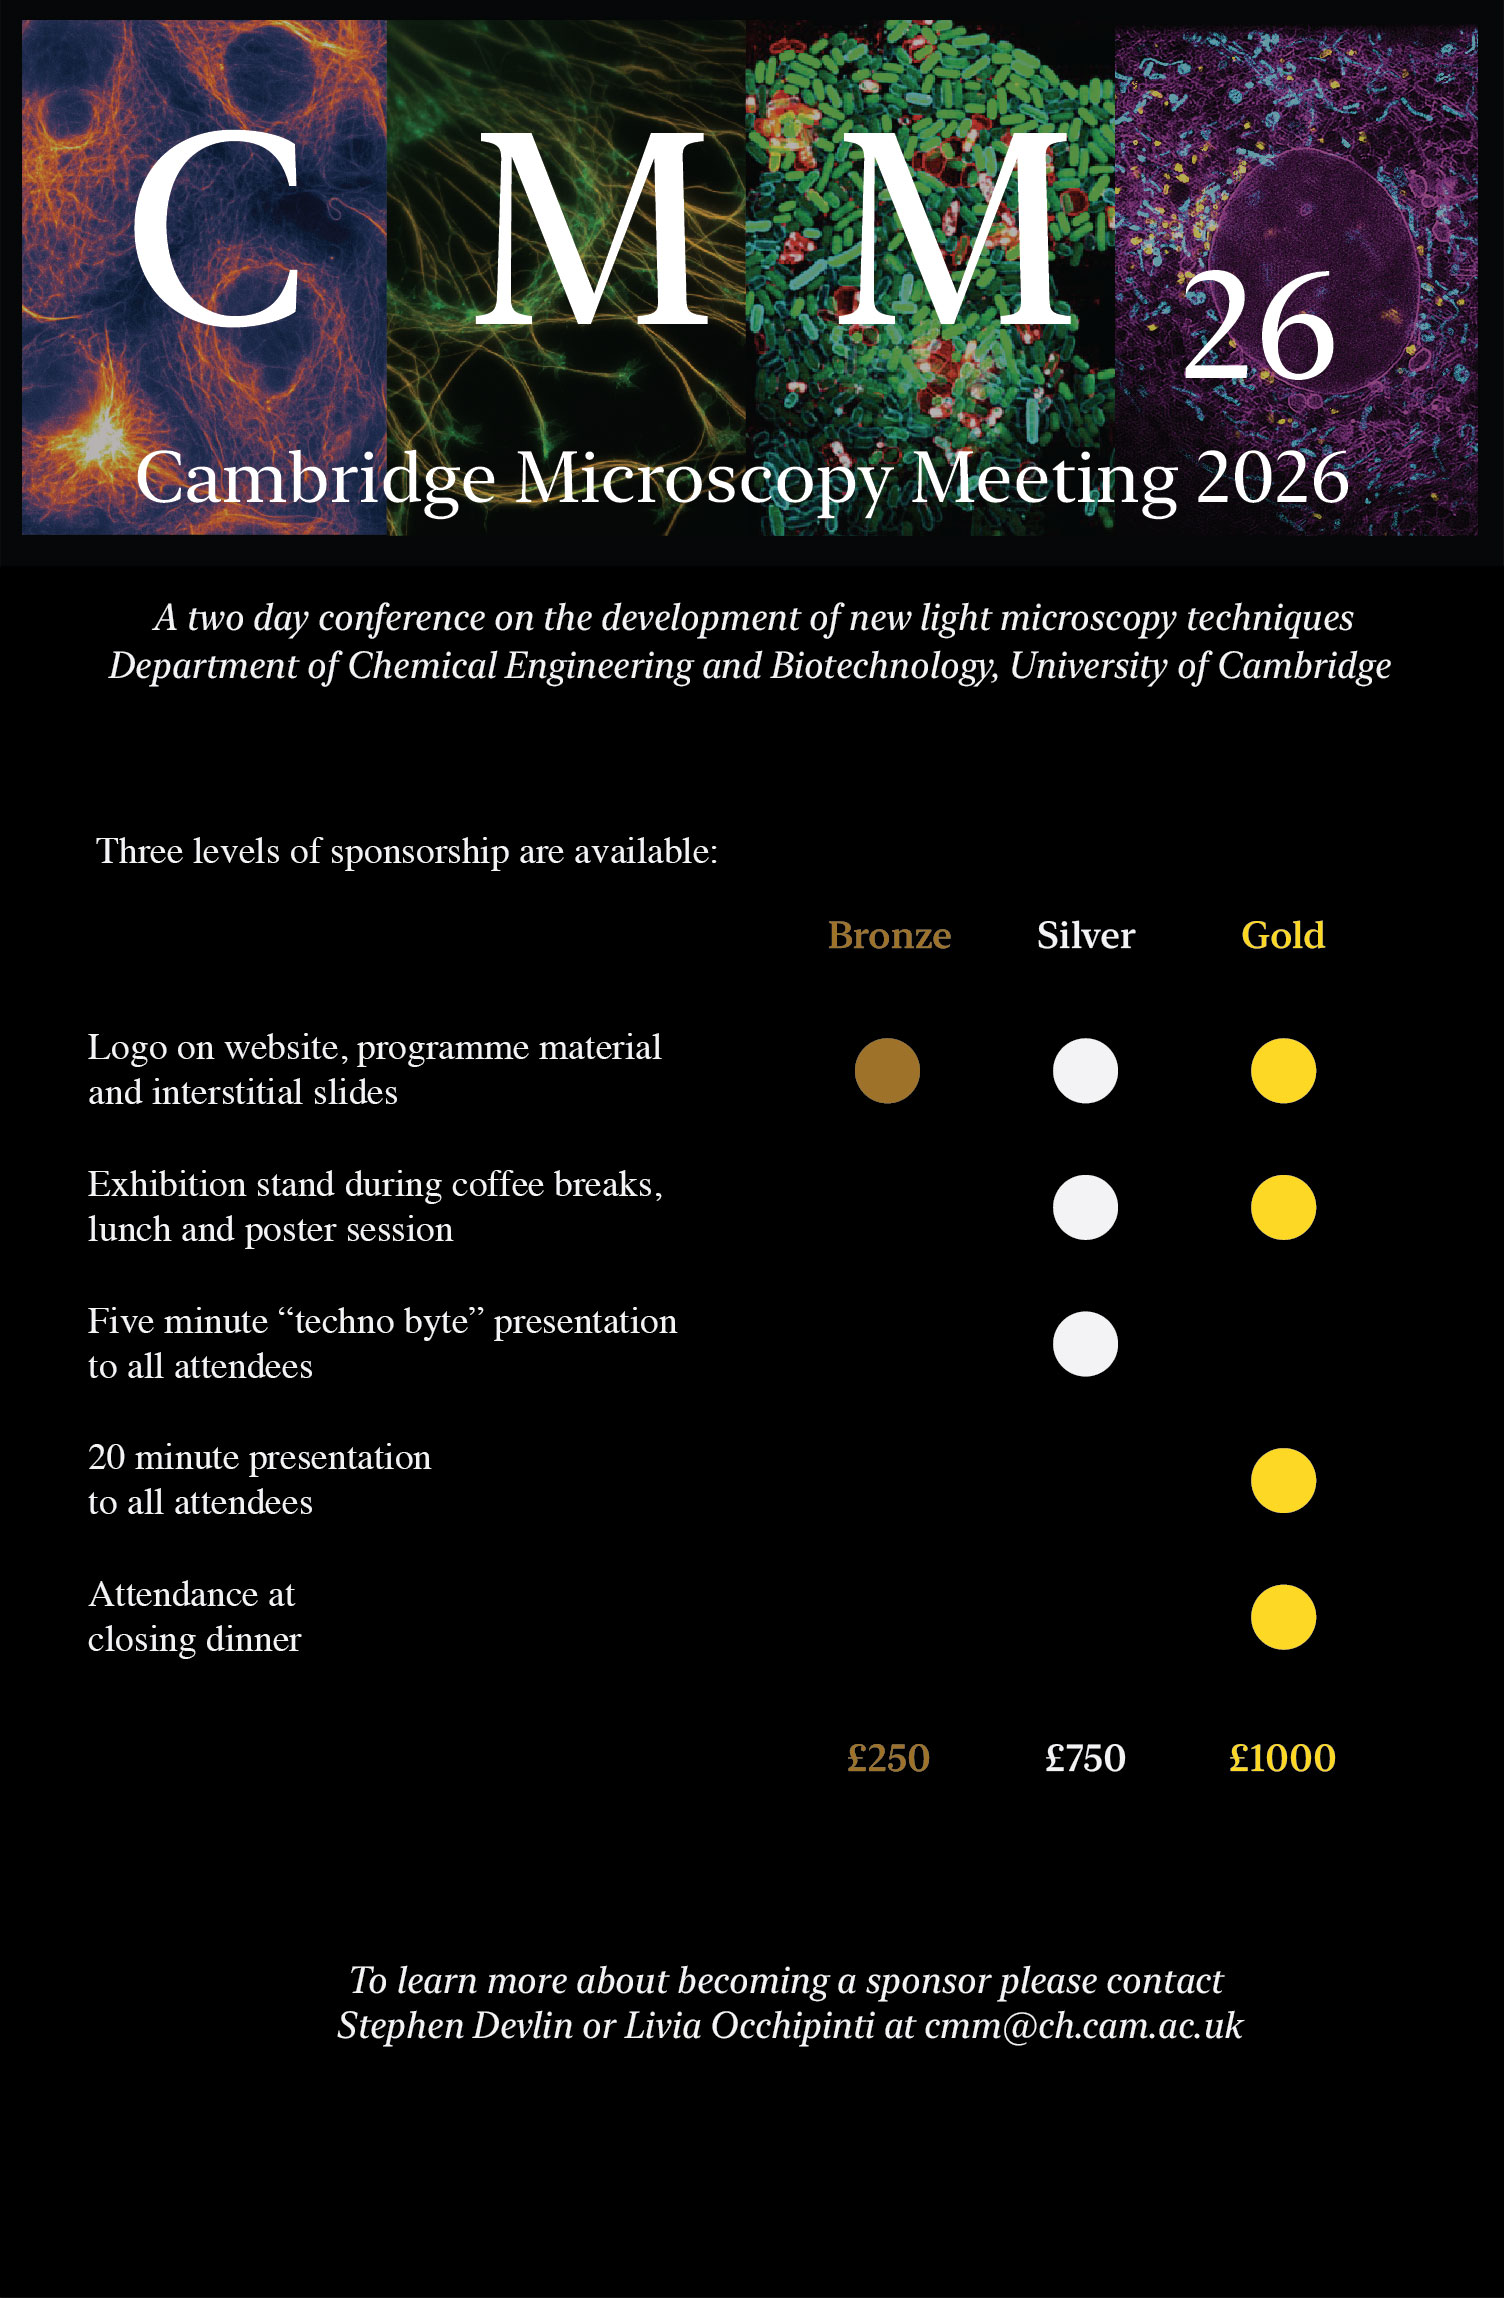 C M M 26
Cambridge Microscopy Meeting 2026
A two day conference on the development of new light microscopy techniques
Department of Chemical Engineering and Biotechnology, University of Cambridge
Three levels of sponsorship are available:
Bronze Silver Gold
Logo on website, programme material
and interstitial slides
Exhibition stand during coffee breaks,
lunch and poster session
Five minute “techno byte” presentation
to all attendees
20 minute presentation
to all attendees
Attendance at
closing dinner
£250 £750 £1000
To learn more about becoming a sponsor please contact
Stephen Devlin or Livia Occhipinti at cmm@ch.cam.ac.uk